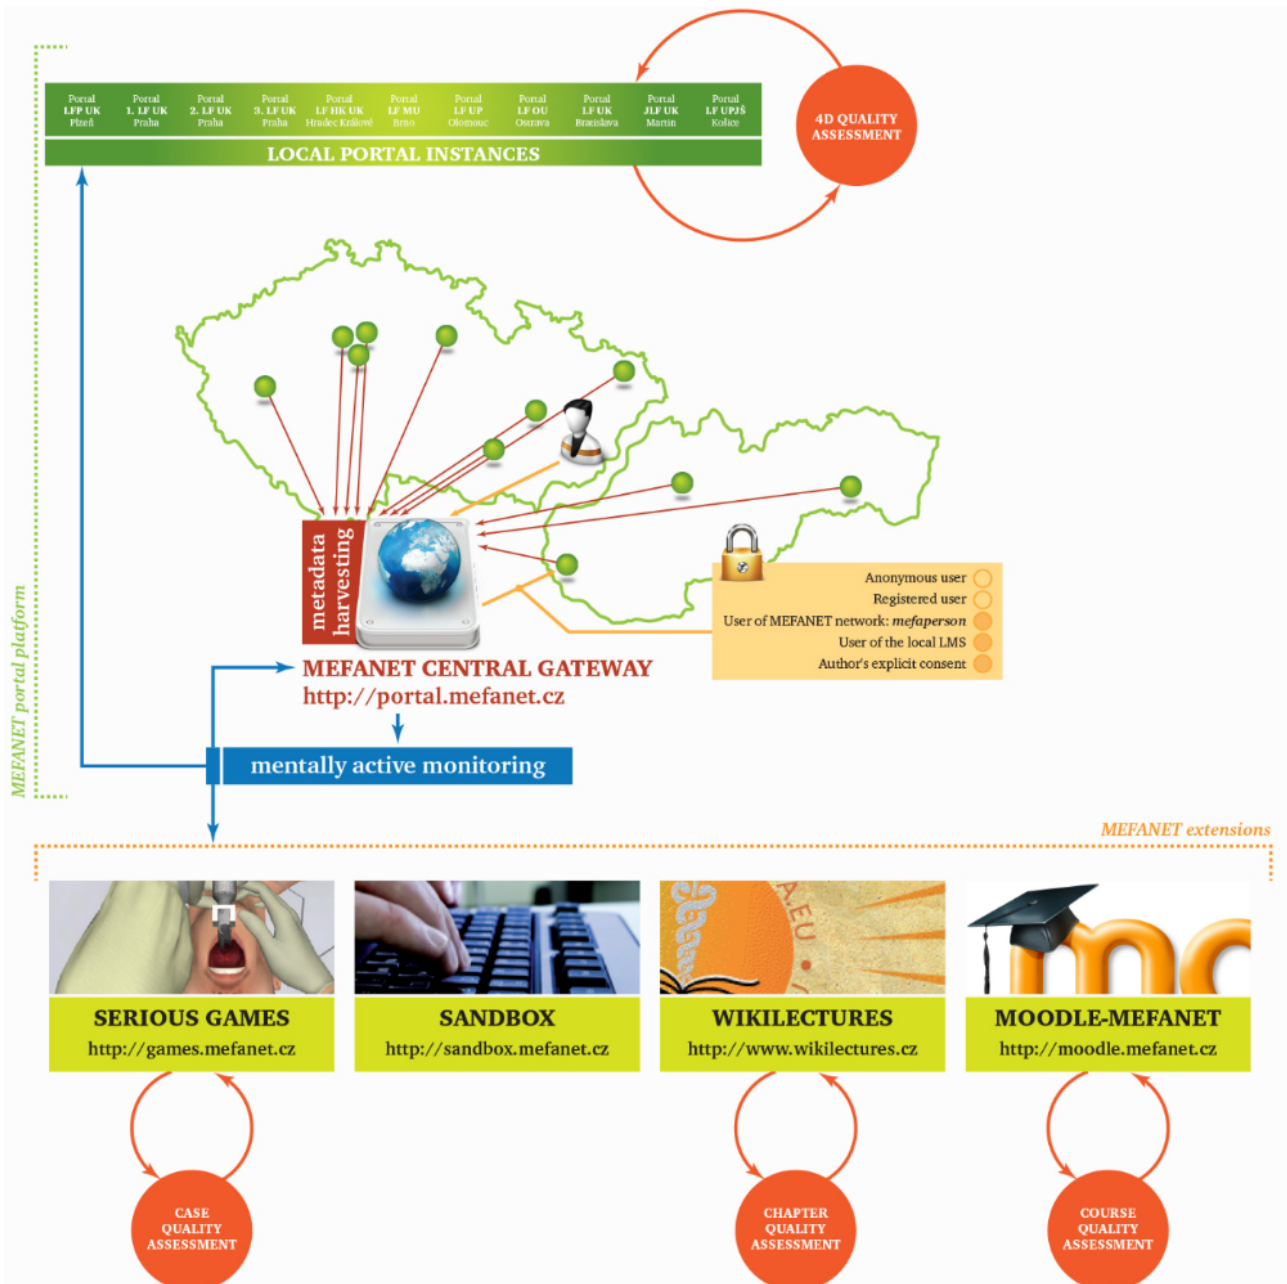 Portal
LFP UK
Plzeň
Portal
1. LF UK
Praha
Portal
2. LF UK
Praha
Portal
3. LF UK
Praha
Portal
LF HK UK
Hradec Králové
Portal
LF MU
Brno
Portal
LF UP
Olomouc
Portal
LF OU
Ostrava
Portal
LF UK
Bratislava
Portal
JLF UK
Martin
Portal
LF UPJŠ
Košice
LOCAL PORTAL INSTANCES
4D QUALITY
ASSESSMENT
metadata
harvesting
Anonymous user
Registered user
User of MEFANET network: mefaperson
User of the local LMS
Author's explicit consent
MEFANET CENTRAL GATEWAY
http://portal.mefanet.cz
mentally active monitoring
MEFANET portal platform
MEFANET extensions
A.EU
mo
SERIOUS GAMES
http://games.mefanet.cz
SANDBOX
http://sandbox.mefanet.cz
WIKILECTURES
http://www.wikilectures.cz
MOODLE-MEFANET
http://moodle.mefanet.cz
CASE
QUALITY
ASSESSMENT
CHAPTER
QUALITY
ASSESSMENT
COURSE
QUALITY
ASSESSMENT